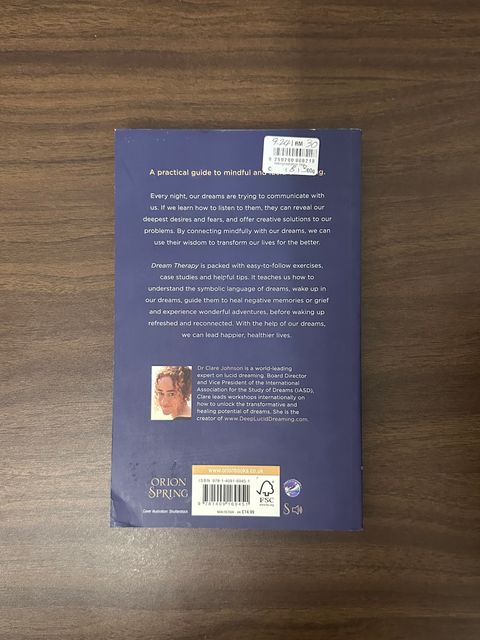 9.24 RM 30
A practical guide to mindful and
Every night, our dreams are trying to communicate with
us. If we learn how to listen to them, they can reveal our
deepest desires and fears, and offer creative solutions to our
problems. By connecting mindfully with our dreams, we can
use their wisdom to transform our lives for the better.
Dream Therapy is packed with easy-to-follow exercises,
case studies and helpful tips. It teaches us how to
understand the symbolic language of dreams, wake up in
our dreams, guide them to heal negative memories or grief
and experience wonderful adventures, before waking up
refreshed and reconnected. With the help of our dreams,
we can lead happier, healthier lives.
Dr Clare Johnson is a world-leading
expert on lucid dreaming. Board Director
and Vice President of the International
Association for the Study of Dreams (IASD),
Clare leads workshops internationally on
how to unlock the transformative and
healing potential of dreams. She is the
creator of www.DeepLucidDreaming.com.
www.orionbooks.co.uk
ORION
SPRING
FSC
S
Cover illustration: Shutterstock
UK £14.99